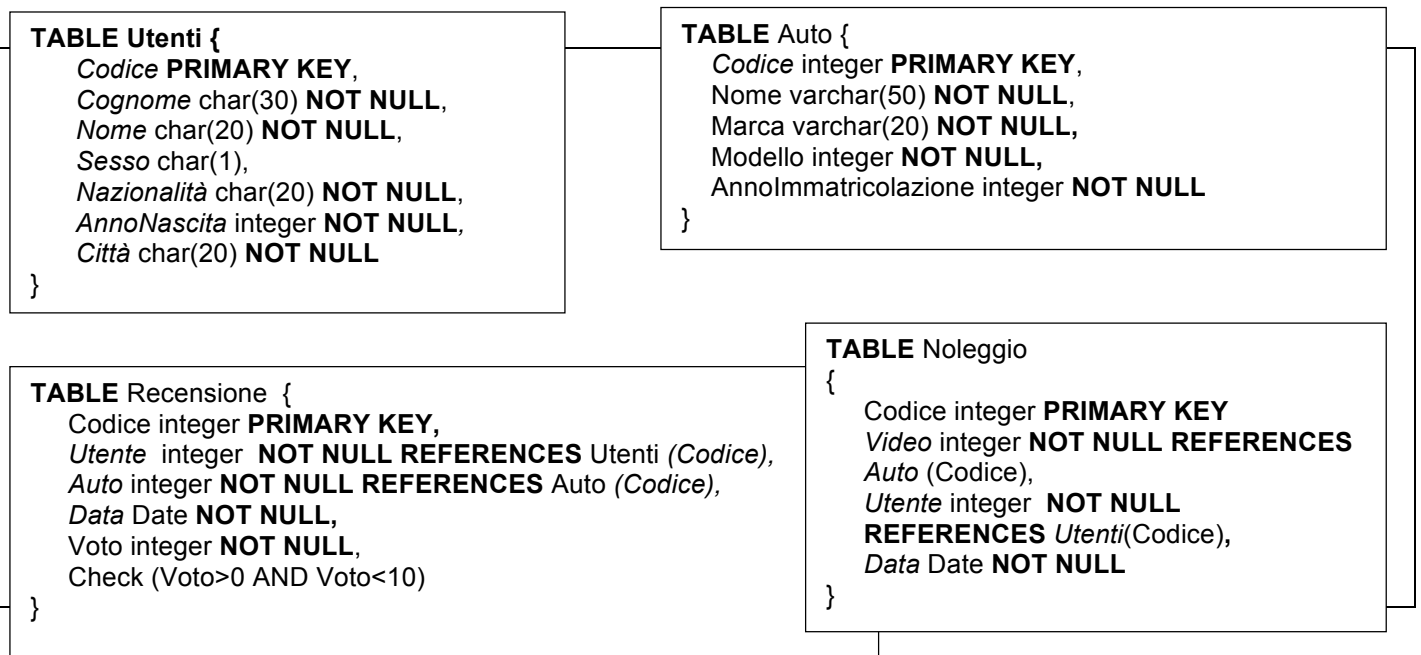 TABLE Utenti {
Codice PRIMARY KEY,
Cognome char(30) NOT NULL,
Nome char(20) NOT NULL,
Sesso char(1),
Nazionalità char(20) NOT NULL,
AnnoNascita integer NOT NULL,
Città char(20) NOT NULL
}
TABLE Auto {
Codice integer PRIMARY KEY,
Nome varchar(50) NOT NULL,
Marca varchar(20) NOT NULL,
Modello integer NOT NULL,
AnnoImmatricolazione integer NOT NULL
}
TABLE Recensione {
Codice integer PRIMARY KEY,
Utente integer NOT NULL REFERENCES Utenti (Codice),
Auto integer NOT NULL REFERENCES Auto (Codice),
Data Date NOT NULL,
Voto integer NOT NULL,
Check (Voto>0 AND Voto<10)
}
TABLE Noleggio
{
Codice integer PRIMARY KEY
Video integer NOT NULL REFERENCES
Auto (Codice),
Utente integer NOT NULL
REFERENCES Utenti(Codice),
Data Date NOT NULL
}